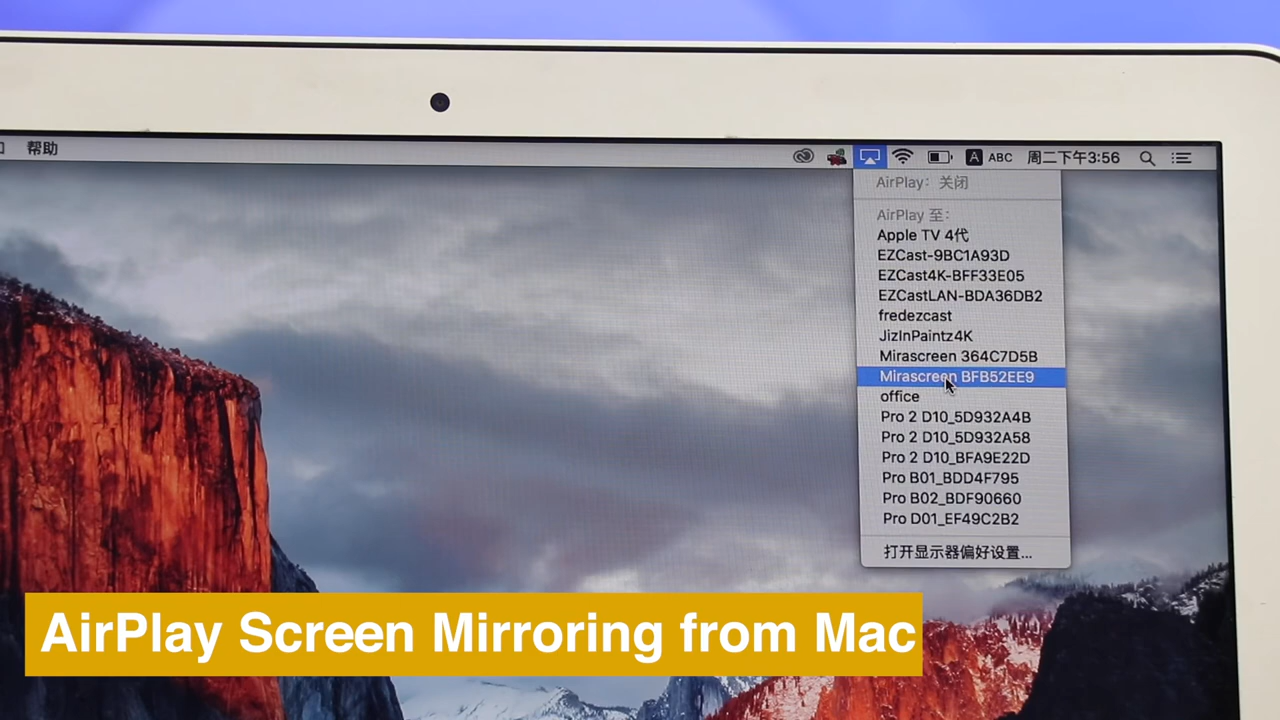 帮助
ABC 周二下午3:56
AirPlay: 关闭
AirPlay 至:
Apple TV 4代
EZCast-9BC1A93D
EZCast4K-BFF33E05
EZCastLAN-BDA36DB2
fredezcast
JizInPaintz4K
Mirascreen 364C7D5B
Mirascreen BFB52EE9
office
Pro 2 D10_5D932A4B
Pro 2 D10_5D932A58
Pro 2 D10_BFA9E22D
Pro B01_BDD4F795
Pro B02_BDF90660
Pro D01_EF49C2B2
打开显示器偏好设置...
AirPlay Screen Mirroring from Mac